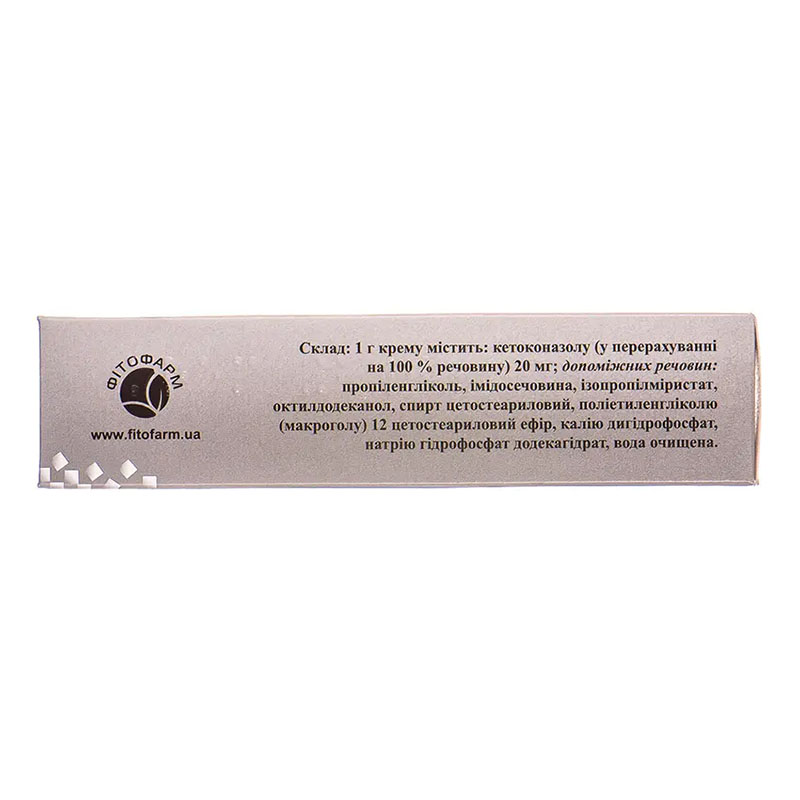 ФІТОФАРМ
www.fitofarm.ua
Склад: 1 г крему містить: кетоконазолу (у перерахуванні
на 100 % речовину) 20 мг; допоміжних речовин:
пропіленгліколь, імідосечовина, ізопропілміристат,
октилдодеканол, спирт цетостеариловий, поліетиленгліколю
(макроголу) 12 цетостеариловий ефір, калію дигідрофосфат,
натрію гідрофосфат додекагідрат, вода очищена.